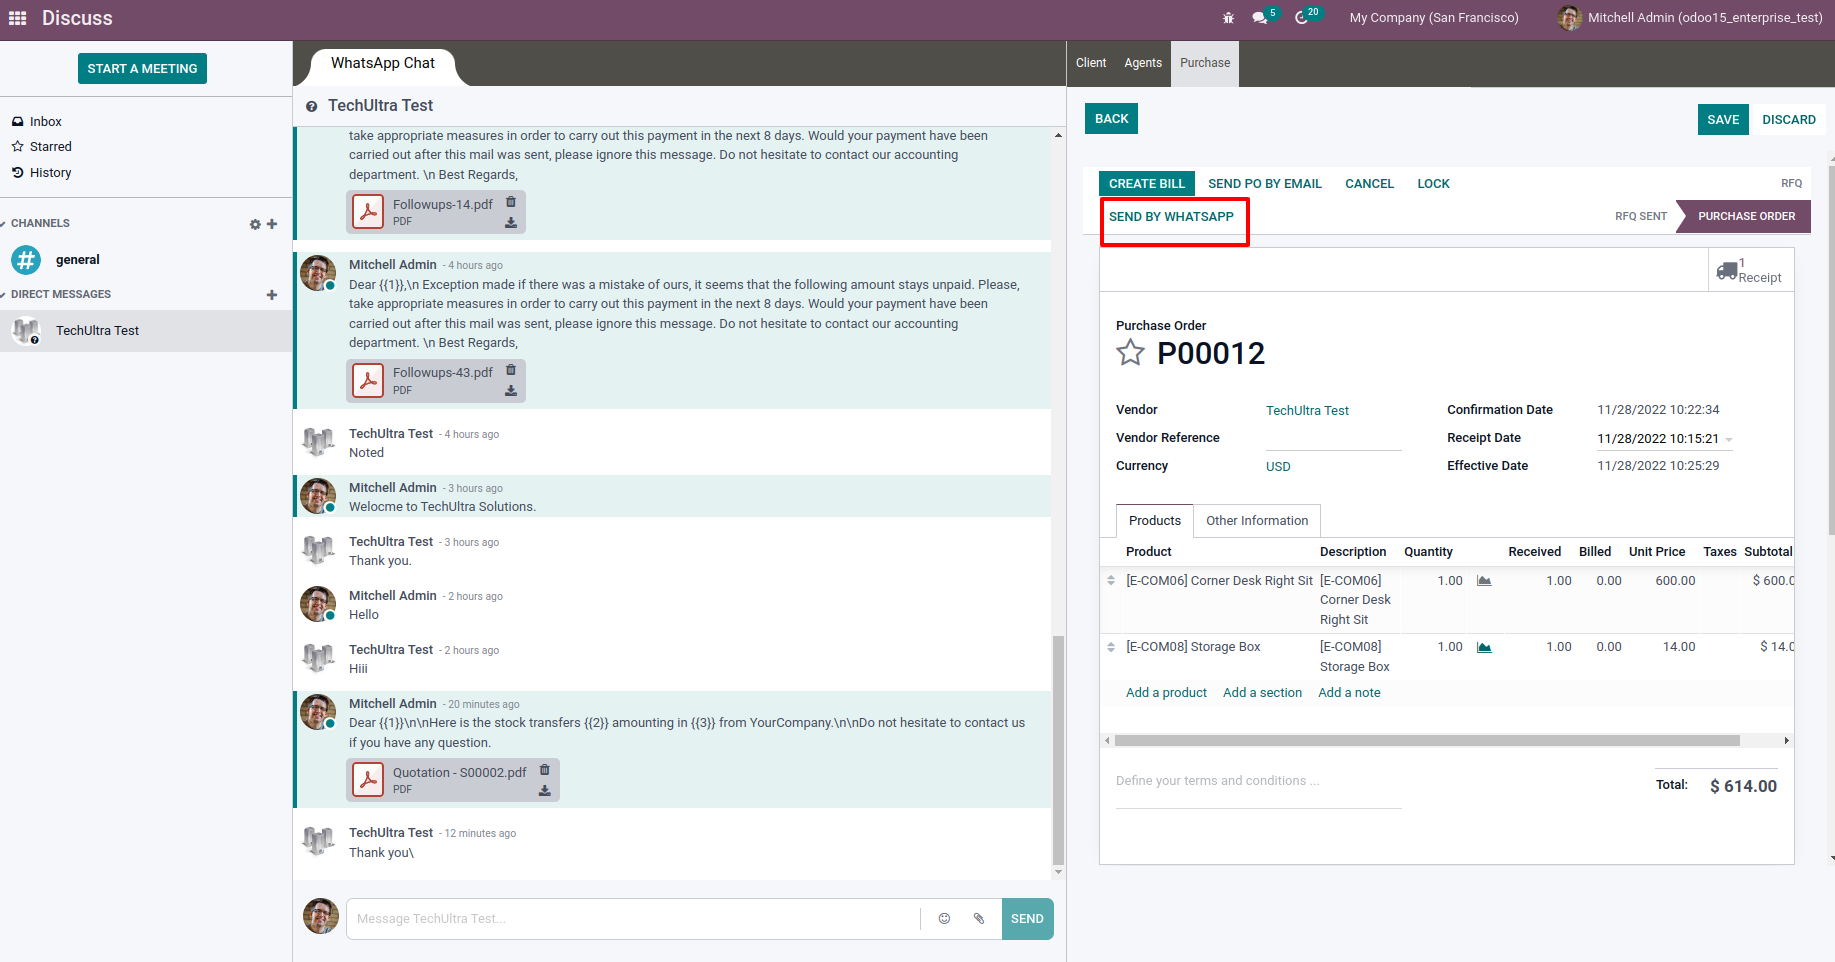 Discuss
5
20
My Company (San Francisco)
Mitchell Admin (odoo15_enterprise_test)
START A MEETING
Inbox
Starred
History
CHANNELS
general
DIRECT MESSAGES
TechUltra Test
WhatsApp Chat
TechUltra Test
take appropriate measures in order to carry out this payment in the next 8 days. Would your payment have been
carried out after this mail was sent, please ignore this message. Do not hesitate to contact our accounting
department. \n Best Regards,
Followups-14.pdf
PDF
Mitchell Admin - 4 hours ago
Dear {{1}},\n Exception made if there was a mistake of ours, it seems that the following amount stays unpaid. Please,
take appropriate measures in order to carry out this payment in the next 8 days. Would your payment have been
carried out after this mail was sent, please ignore this message. Do not hesitate to contact our accounting
department. \n Best Regards,
Followups-43.pdf
PDF
TechUltra Test - 4 hours ago
Noted
Mitchell Admin - 3 hours ago
Welocme to TechUltra Solutions.
TechUltra Test - 3 hours ago
Thank you.
Mitchell Admin - 2 hours ago
Hello
TechUltra Test - 2 hours ago
Hiii
Mitchell Admin - 20 minutes ago
Dear {{1}}\n\nHere is the stock transfers {{2}} amounting in {{3}} from YourCompany.\n\nDo not hesitate to contact us
if you have any question.
Quotation - S00002.pdf
PDF
TechUltra Test - 12 minutes ago
Thank you\
Message TechUltra Test...
SEND
Client Agents Purchase
BACK
SAVE DISCARD
CREATE BILL SEND PO BY EMAIL CANCEL LOCK
RFQ
SEND BY WHATSAPP
RFQ SENT PURCHASE ORDER
1
Receipt
Purchase Order
P00012
Vendor TechUltra Test Confirmation Date 11/28/2022 10:22:34
Vendor Reference Receipt Date 11/28/2022 10:15:21
Currency USD Effective Date 11/28/2022 10:25:29
Products Other Information
Product Description Quantity Received Billed Unit Price Taxes Subtotal
[E-COM06] Corner Desk Right Sit [E-COM06] 1.00 1.00 0.00 600.00 $ 600.0
Corner Desk
Right Sit
[E-COM08] Storage Box [E-COM08] 1.00 1.00 0.00 14.00 $ 14.0
Storage Box
Add a product Add a section Add a note
Define your terms and conditions ...
Total: $ 614.00